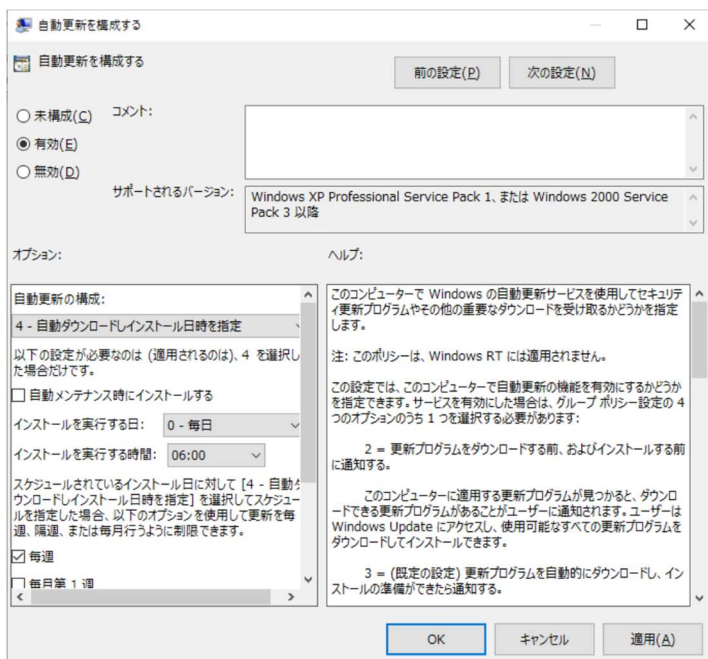 自動更新を構成する
自動更新を構成する
前の設定(P)
次の設定(N)
未構成(C)
有効(E)
無効(D)
コメント:
サポートされるバージョン:
Windows XP Professional Service Pack 1、または Windows 2000 Service
Pack 3 以降
オプション:
自動更新の構成:
4 - 自動ダウンロードしインストール日時を指定
以下の設定が必要なのは (適用されるのは)、4 を選択し
た場合だけです。
自動メンテナンス時にインストールする
インストールを実行する日:
0 - 毎日
インストールを実行する時間:
06:00
スケジュールされているインストール日に対して [4 - 自動
ウンロードしインストール日時を指定] を選択してスケジュー
ルを指定した場合、以下のオプションを使用して更新を毎
週、隔週、または毎月行うように制限できます。
毎週
毎月第 1 週
ヘルプ:
このコンピューターで Windows の自動更新サービスを使用してセキュリテ
ィ更新プログラムやその他の重要なダウンロードを受け取るかどうかを指定
します。
注: このポリシーは、Windows RT には適用されません。
この設定では、このコンピューターで自動更新の機能を有効にするかどうか
を指定できます。サービスを有効にした場合は、グループ ポリシー設定の 4
つのオプションのうち 1 つを選択する必要があります:
2 = 更新プログラムをダウンロードする前、およびインストールする前
に通知する。
このコンピューターに適用する更新プログラムが見つかると、ダウンロ
ードできる更新プログラムがあることがユーザーに通知されます。ユーザーは
Windows Update にアクセスし、使用可能なすべての更新プログラムを
ダウンロードしてインストールできます。
3 = (既定の設定) 更新プログラムを自動的にダウンロードし、イン
ストールの準備ができたら通知する。
OK
キャンセル
適用(A)